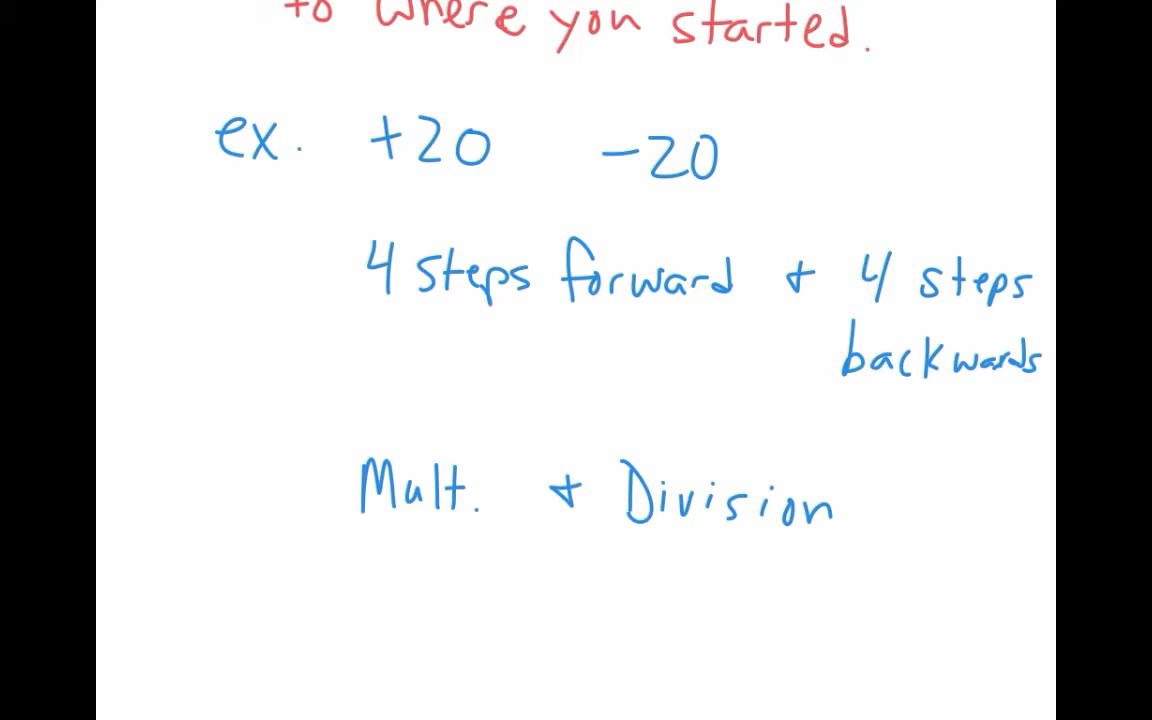 to where you started.
ex. +20 -20
4 steps forward + 4 steps
backwards
Mult. + Division